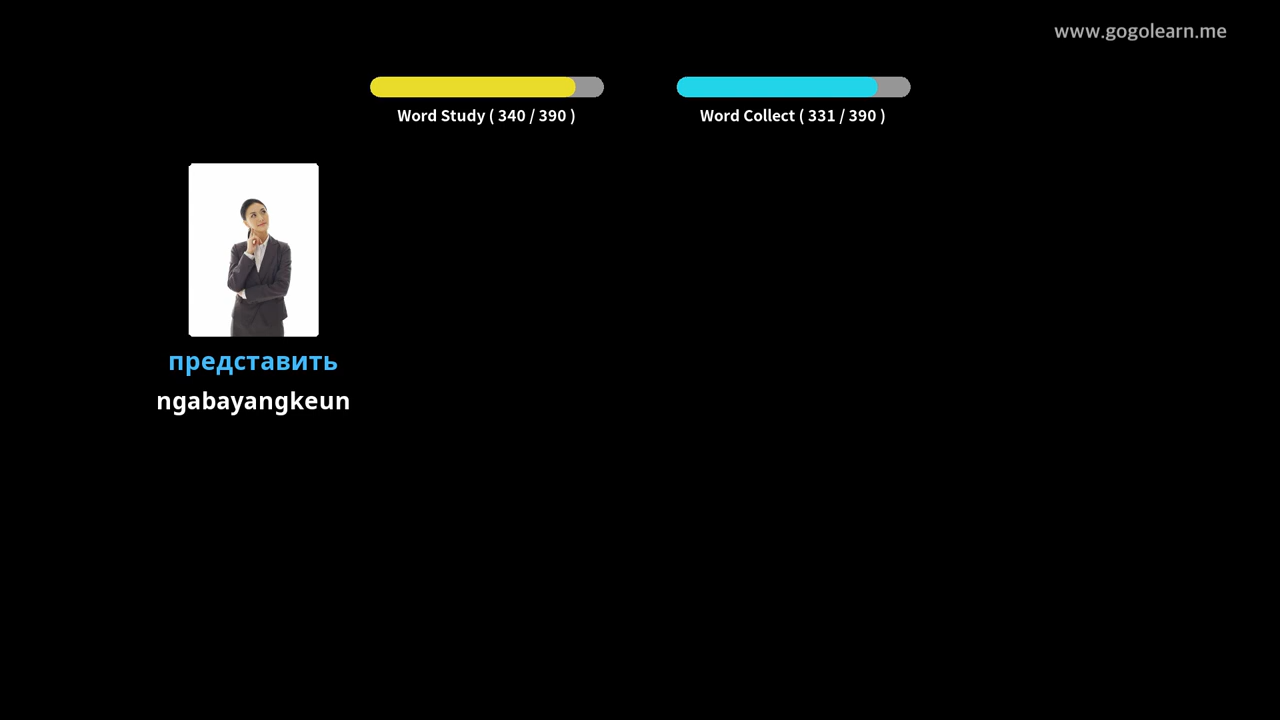 www.gogolearn.me
Word Study ( 340 / 390 )
Word Collect ( 331 / 390 )
представить
ngabayangkeun